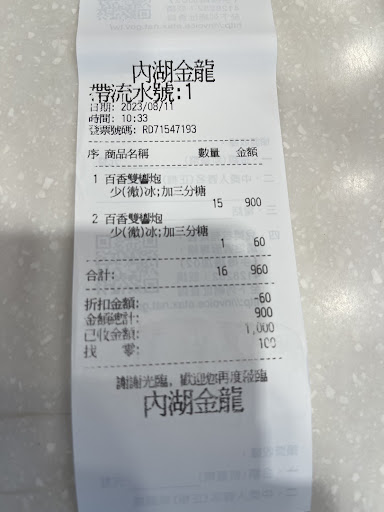 內湖金龍
帶流水號:1
日期: 2023/08/11
時間: 10:33
發票號碼: RD71547193
序 商品名稱 數量 金額
1 百香雙響炮
少(微)冰;加三分糖
15 900
2 百香雙響炮
少(微)冰;加三分糖
1 60
合計: 16 960
折扣金額: -60
金額總計: 900
已收金額: 1,000
找 零: 100
謝謝光臨, 歡迎您再度蒞臨
內湖金龍